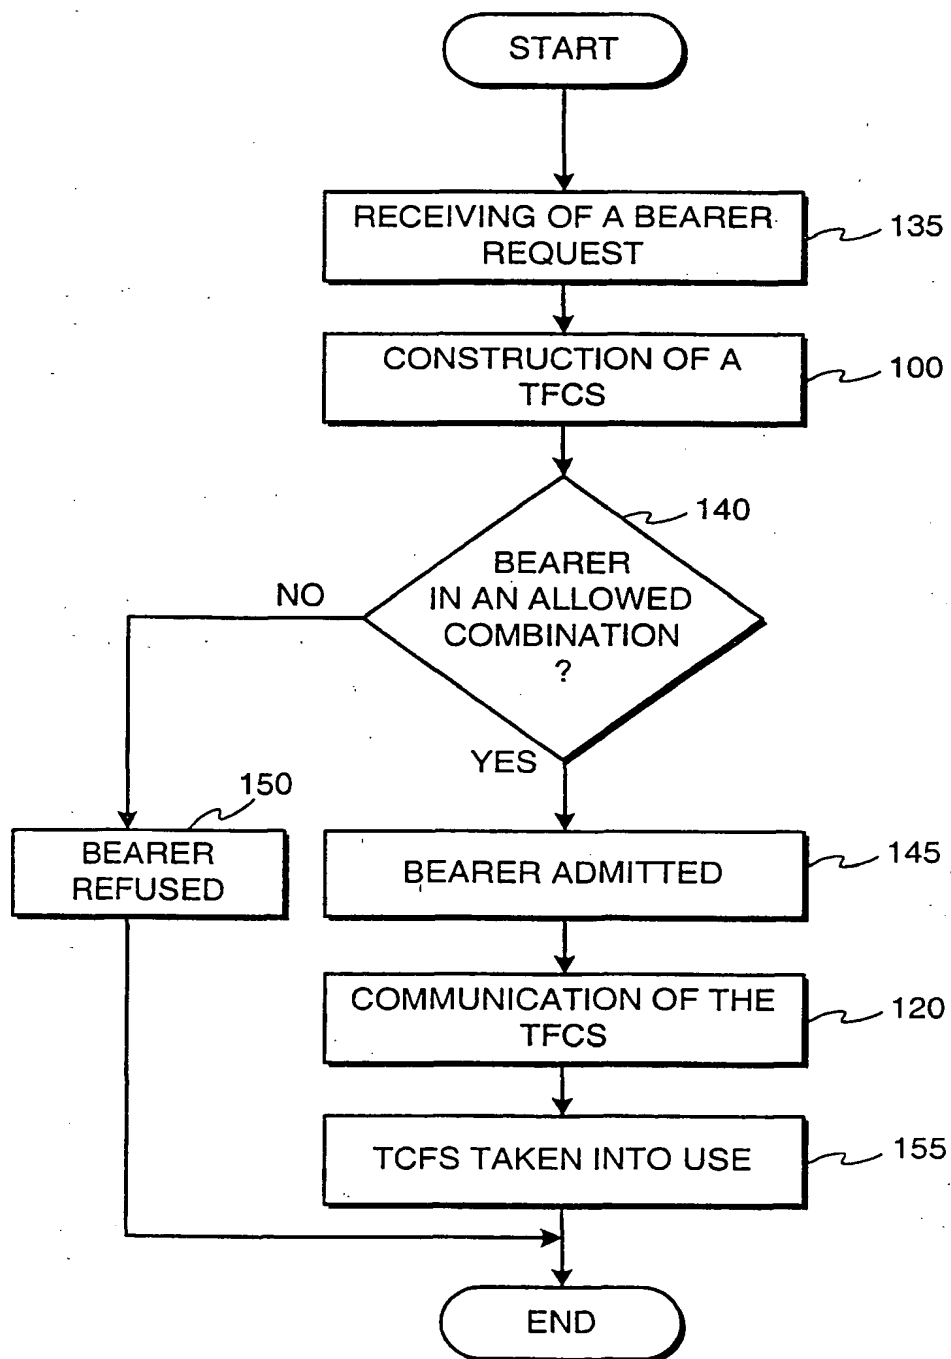 START
RECEIVING OF A BEARER
REQUEST
135
CONSTRUCTION OF A
TFCS
100
140
BEARER
IN AN ALLOWED
COMBINATION
?
NO
YES
150
BEARER
REFUSED
BEARER ADMITTED
145
COMMUNICATION OF THE
TFCS
120
TCFS TAKEN INTO USE
155
END